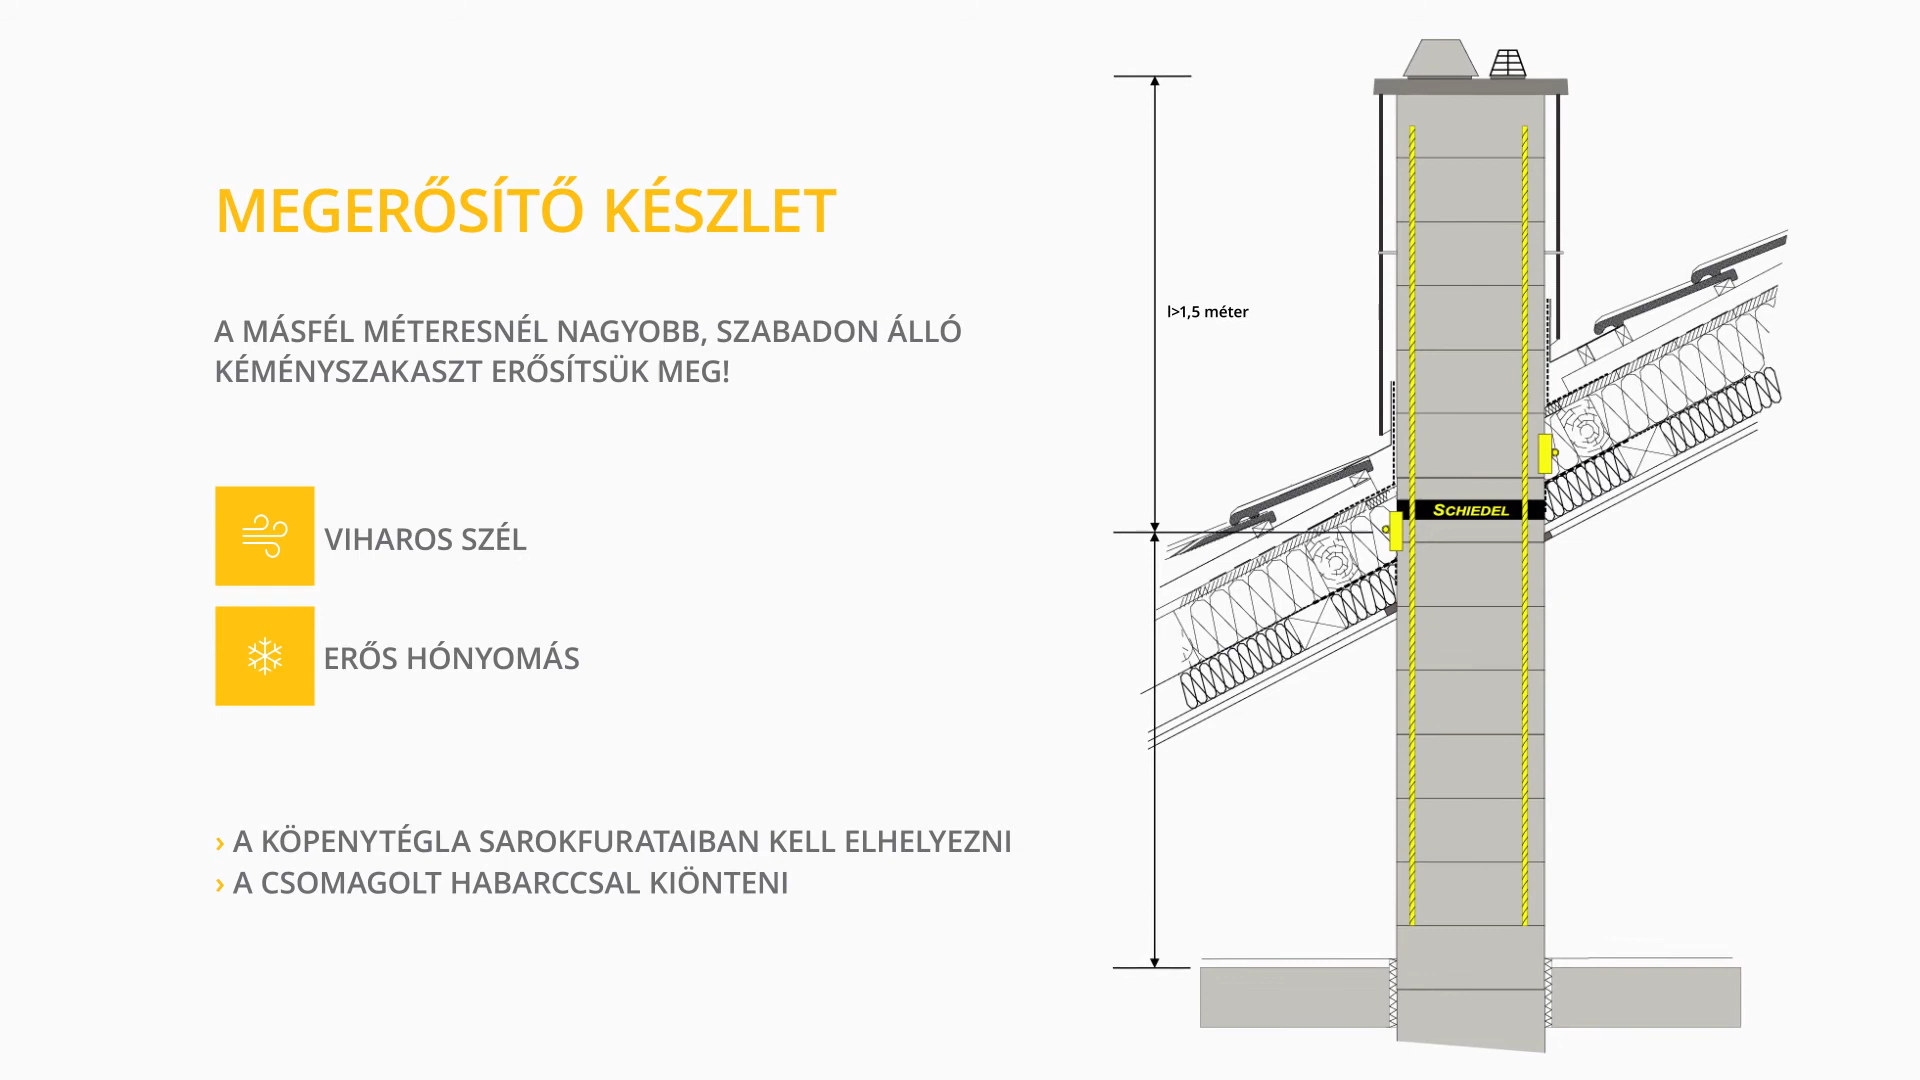 MEGERŐSÍTŐ KÉSZLET
A MÁSFÉL MÉTERESNÉL NAGYOBB, SZABADON ÁLLÓ
KÉMÉNYSZAKASZT ERŐSÍTSÜK MEG!
VIHAROS SZÉL
ERŐS HÓNYOMÁS
› A KÖPENYTÉGLA SAROKFURATAIBAN KELL ELHELYEZNI
› A CSOMAGOLT HABARCCSAL KIÖNTENI
l>1,5 méter
SCHIEDEL